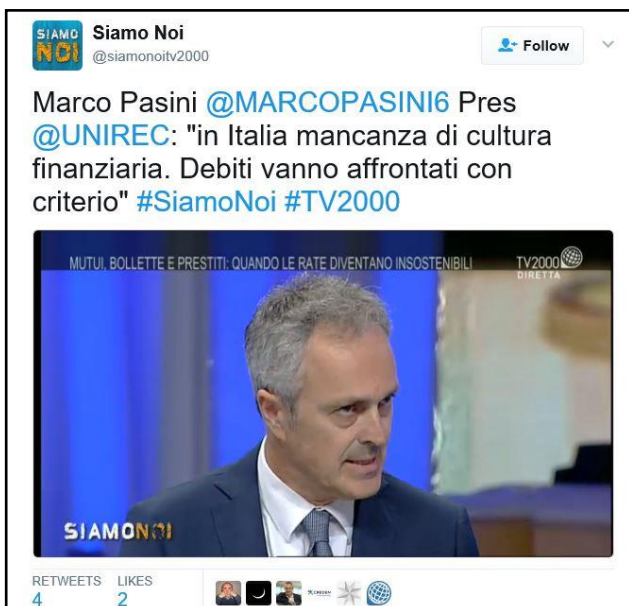 SIAMO
NOI
Siamo Noi
@siamonoitv2000
Follow
Marco Pasini @MARCOPASINI6 Pres
@UNIREC: "in Italia mancanza di cultura
finanziaria. Debiti vanno affrontati con
criterio" #SiamoNoi #TV2000
MUTUI, BOLLETTE E PRESTITI: QUANDO LE RATE DIVENTANO INSOSTENIBILI
TV2000
DIRETTA
SIAMONOI
RETWEETS LIKES
4 2
CREDEM